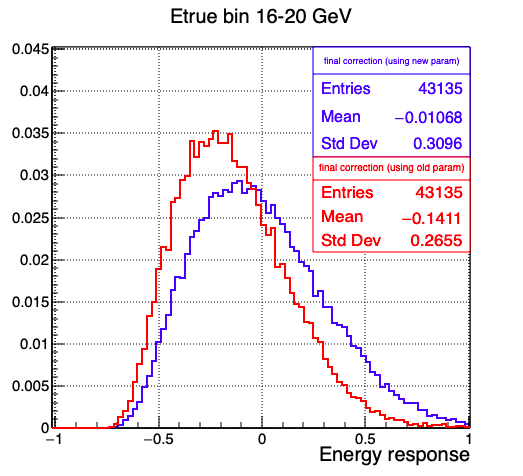 Etrue bin 16-20 GeV
0.045
0.04
0.035
0.03
0.025
0.02
0.015
0.01
0.005
0
−1
−0.5
0
0.5
1
Energy response
final correction (using new param)
Entries 43135
Mean −0.01068
Std Dev 0.3096
final correction (using old param)
Entries 43135
Mean −0.1411
Std Dev 0.2655